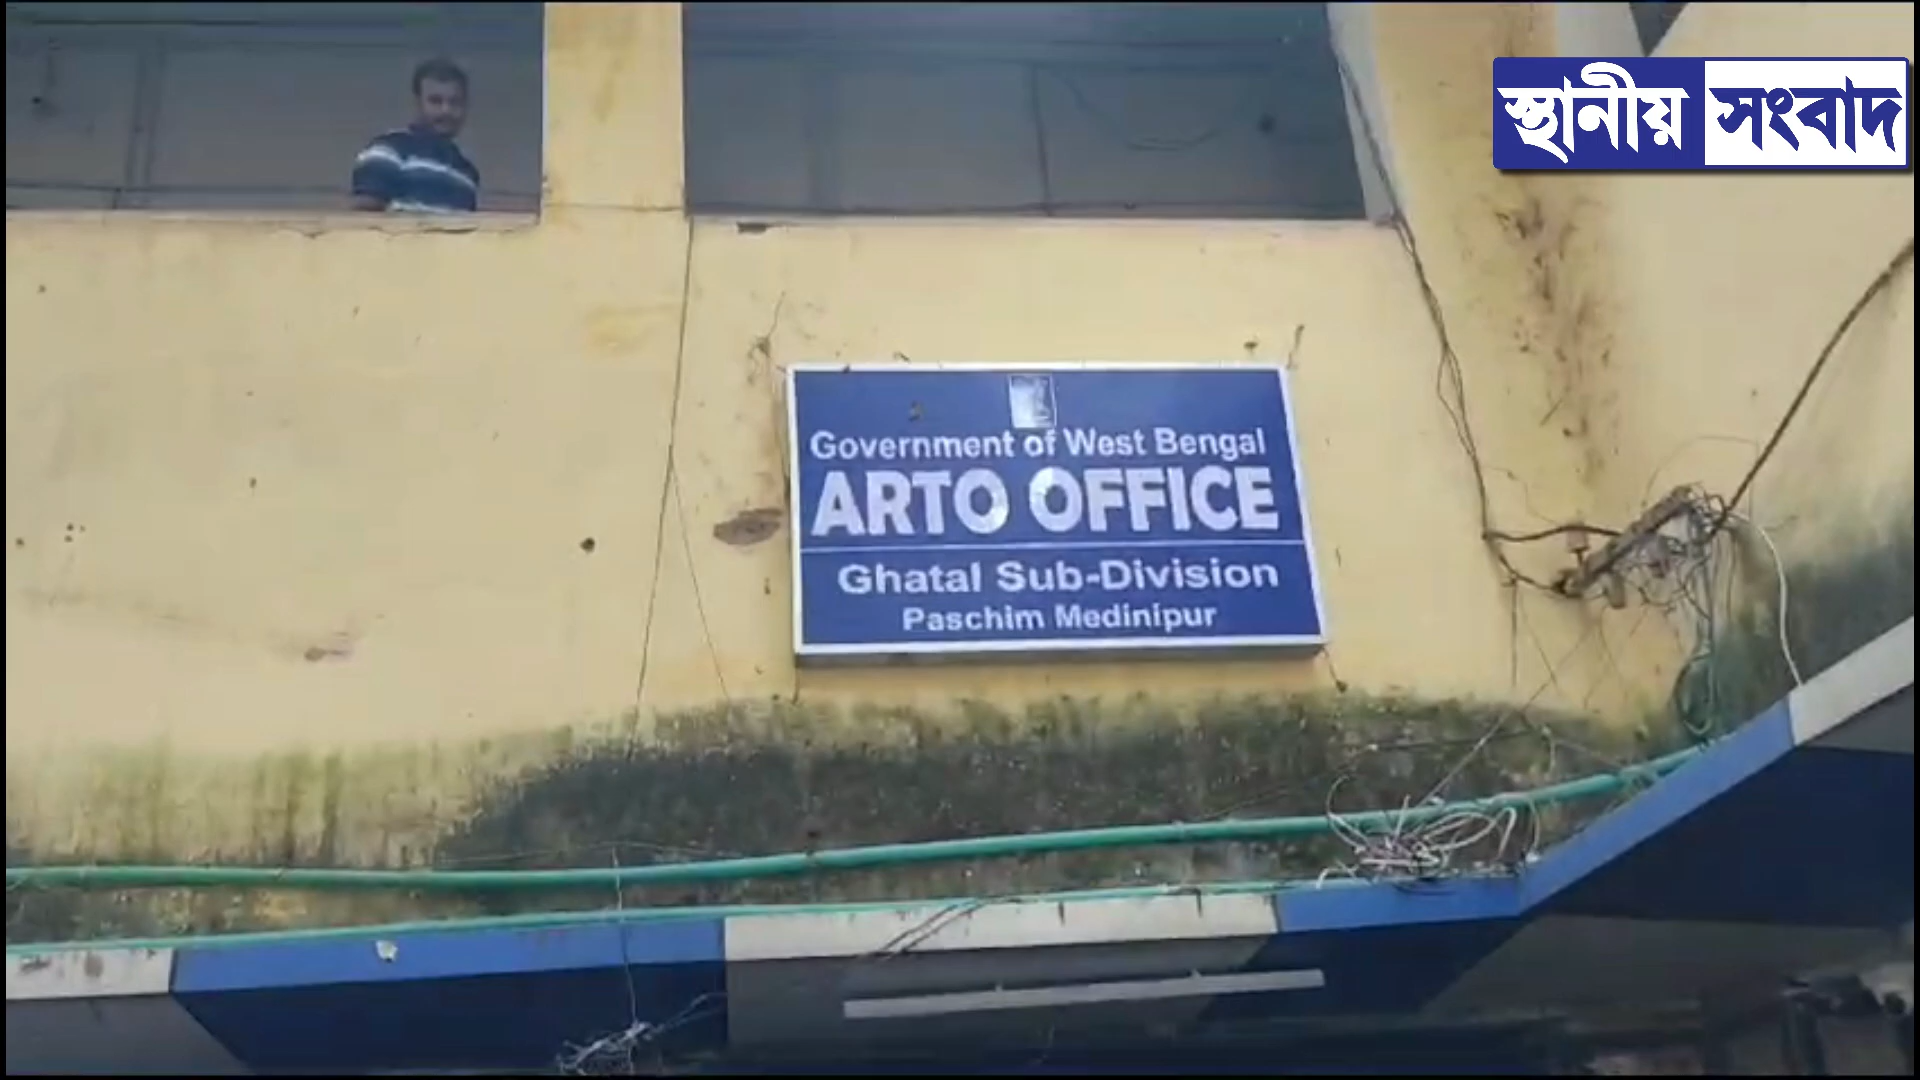 স্থানীয় সংবাদ
Government of West Bengal
ARTO OFFICE
Ghatal Sub-Division
Paschim Medinipur